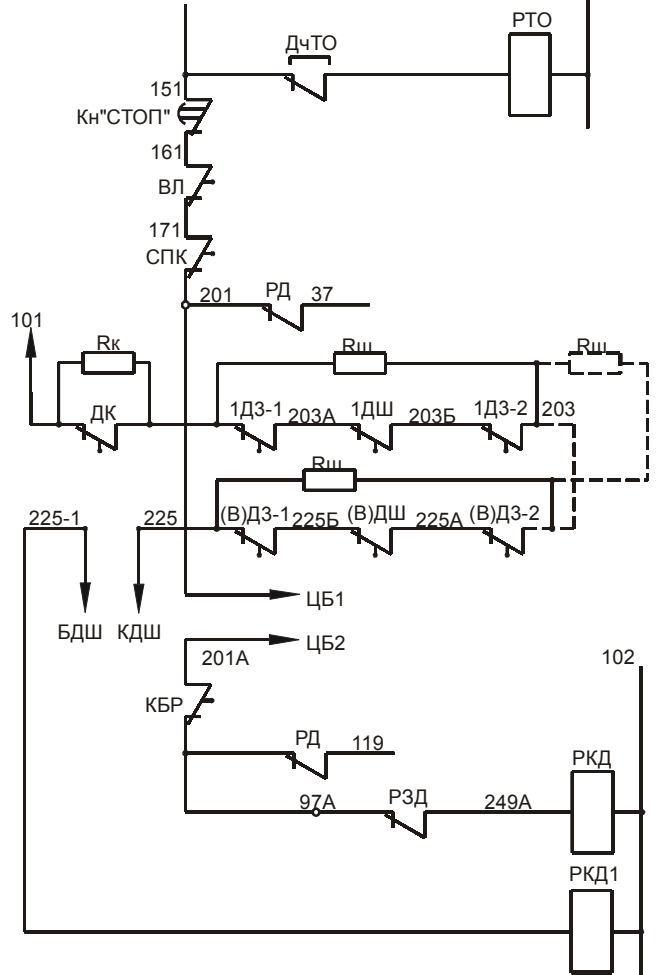 РТО
ДчТО
151
Кн"СТОП"
161
ВЛ
171
СПК
201 РД 37
101
Rк Rш Rш
ДК 1ДЗ-1 203А 1ДШ 203Б 1ДЗ-2 203
Rш
225-1 225 (В)ДЗ-1 225Б (В)ДШ 225А (В)ДЗ-2
ЦБ1
БДШ КДШ
ЦБ2
201А 102
КБР
РД 119
РКД
97А РЗД 249А
РКД1